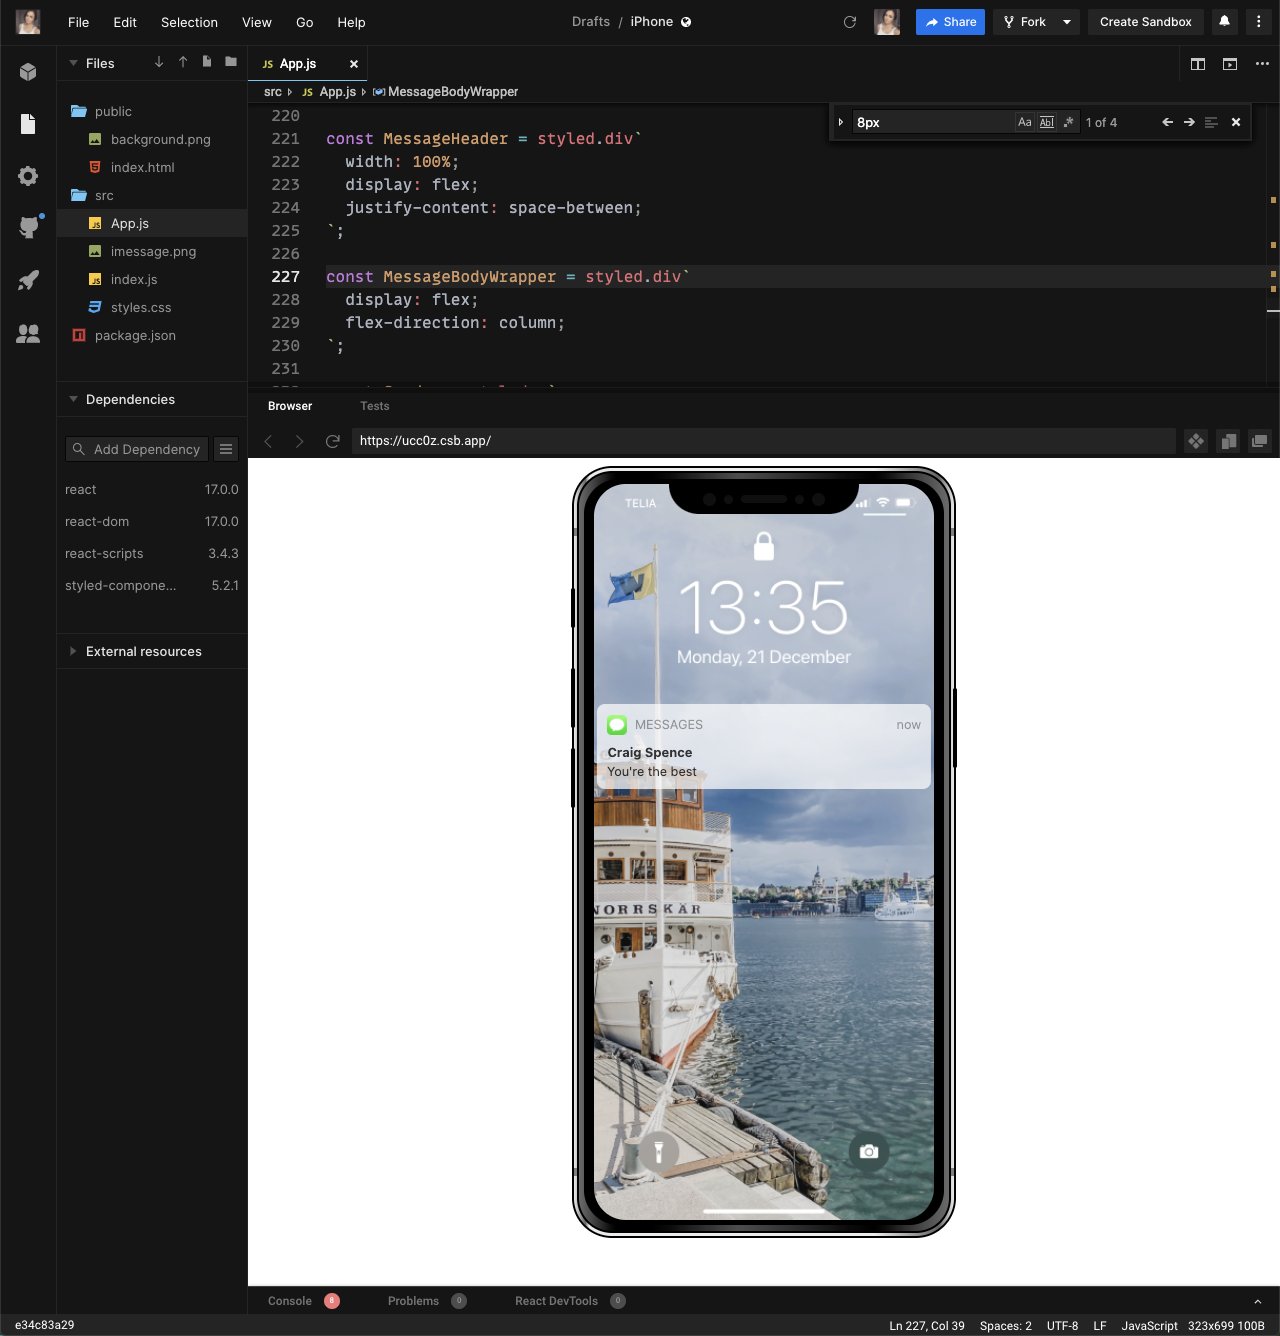 File Edit Selection View Go Help
Drafts / iPhone
Share
Fork
Create Sandbox
Files
JS App.js
src App.js MessageBodyWrapper
public
background.png
index.html
src
JS App.js
imessage.png
JS index.js
styles.css
package.json
Dependencies
Add Dependency
react 17.0.0
react-dom 17.0.0
react-scripts 3.4.3
styled-compone... 5.2.1
External resources
8px Aa Abl .* 1 of 4
220
221 const MessageHeader = styled.div`
222 width: 100%;
223 display: flex;
224 justify-content: space-between;
225 `;
226
227 const MessageBodyWrapper = styled.div`
228 display: flex;
229 flex-direction: column;
230 `;
231
Browser Tests
https://ucc0z.csb.app/
TELIA
13:35
Monday, 21 December
MESSAGES now
Craig Spence
You're the best
NORRSKÄR
Console 8 Problems 0 React DevTools 0
e34c83a29 Ln 227, Col 39 Spaces: 2 UTF-8 LF JavaScript 323x699 100B